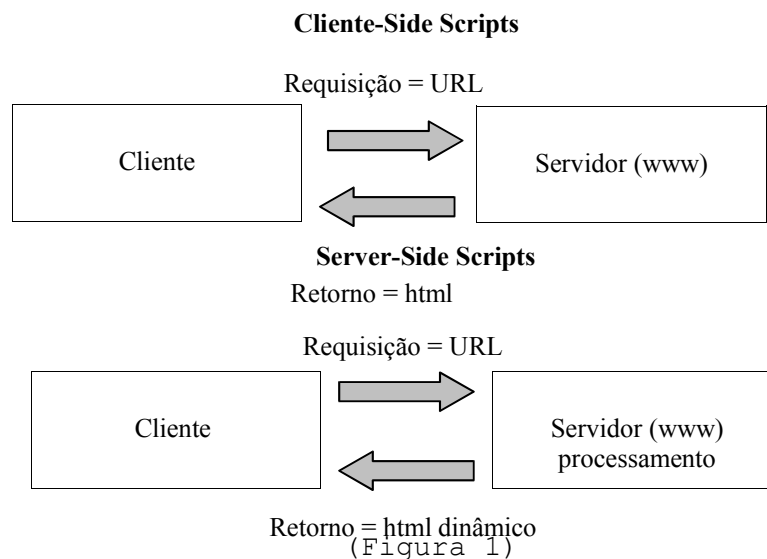 Cliente-Side Scripts
Requisição = URL
Cliente
Servidor (www)
Server-Side Scripts
Retorno = html
Requisição = URL
Cliente
Servidor (www)
processamento
Retorno = html dinâmico
(Figura 1)